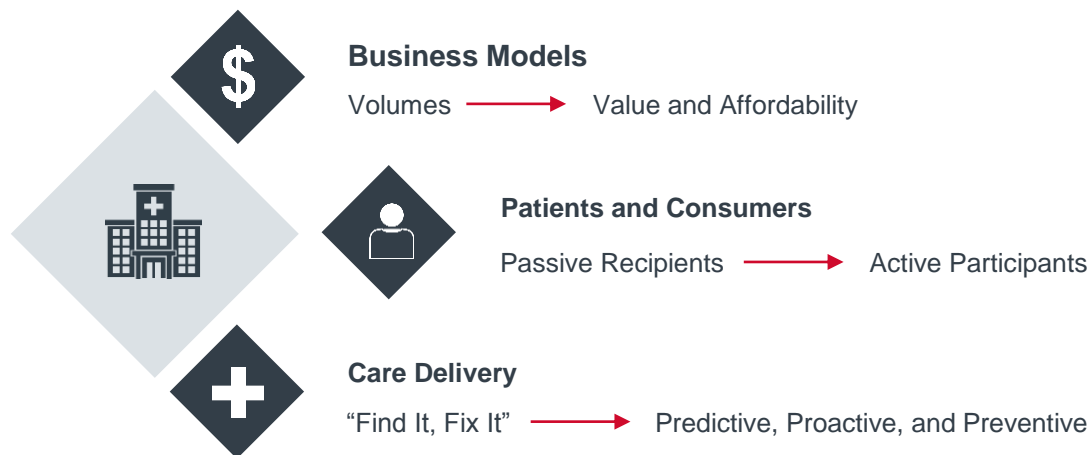 $
Business Models
Volumes Value and Affordability
Patients and Consumers
Passive Recipients Active Participants
Care Delivery
“Find It, Fix It” Predictive, Proactive, and Preventive